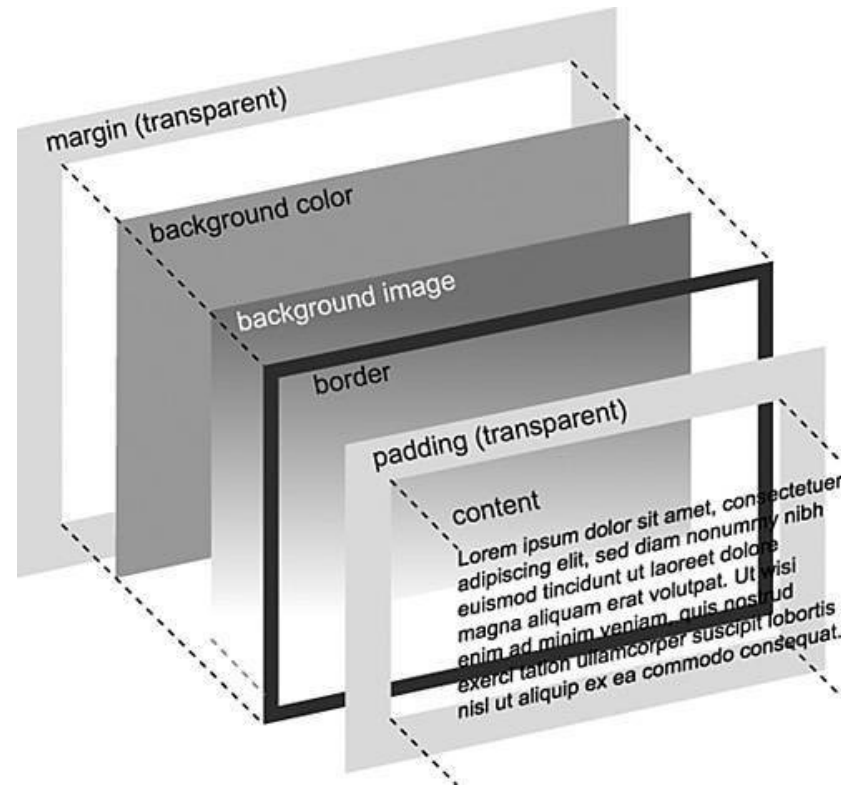 margin (transparent)
background color
background image
border
padding (transparent)
content
Lorem ipsum dolor sit amet, consectetuer
adipiscing elit, sed diam nonummy nibh
euismod tincidunt ut laoreet dolore
magna aliquam erat volutpat. Ut wisi
enim ad minim veniam, quis nostrud
exerci tation ullamcorper suscipit lobortis
nisl ut aliquip ex ea commodo consequat.